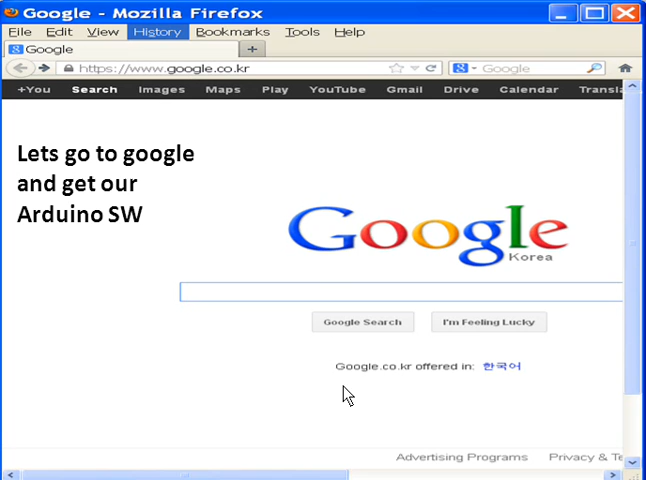 Google - Mozilla Firefox
File Edit View History Bookmarks Tools Help
Google
https://www.google.co.kr Google
+You Search Images Maps Play YouTube Gmail Drive Calendar Transla
Lets go to google
and get our
Arduino SW
Google
Korea
Google Search I'm Feeling Lucky
Google.co.kr offered in: 한국어
Advertising Programs Privacy & Te